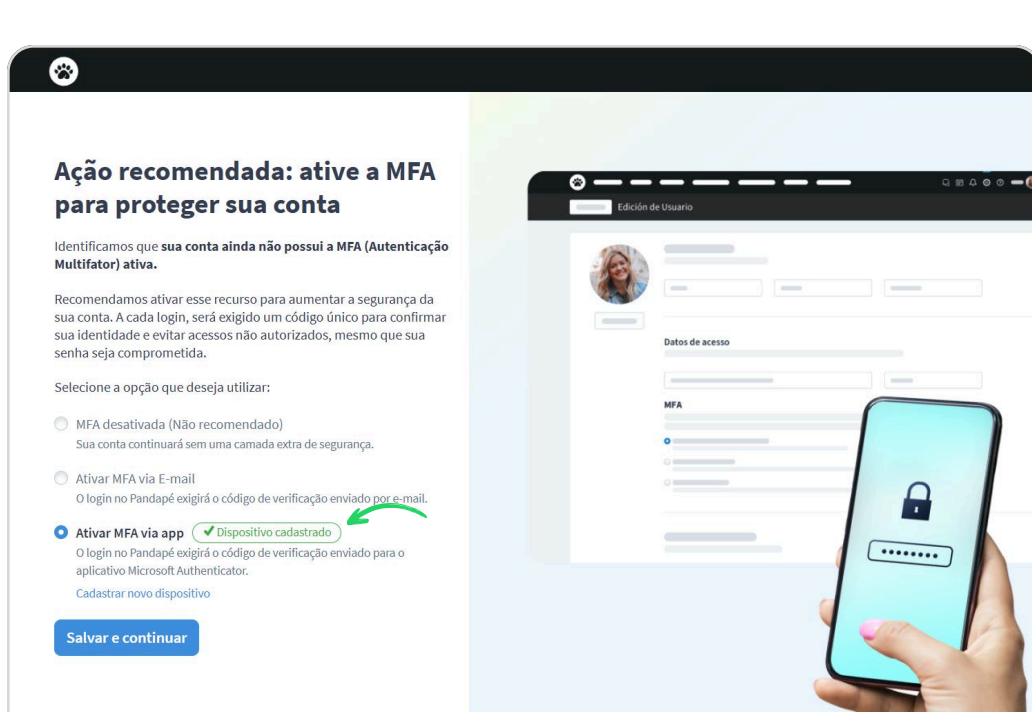 Ação recomendada: ative a MFA
para proteger sua conta
Identificamos que sua conta ainda não possui a MFA (Autenticação
Multifator) ativa.
Recomendamos ativar esse recurso para aumentar a segurança da
sua conta. A cada login, será exigido um código único para confirmar
sua identidade e evitar acessos não autorizados, mesmo que sua
senha seja comprometida.
Selecione a opção que deseja utilizar:
MFA desativada (Não recomendado)
Sua conta continuará sem uma camada extra de segurança.
Ativar MFA via E-mail
O login no Pandapé exigirá o código de verificação enviado por e-mail.
Ativar MFA via app ✔ Dispositivo cadastrado
O login no Pandapé exigirá o código de verificação enviado para o
aplicativo Microsoft Authenticator.
Cadastrar novo dispositivo
Salvar e continuar
Edición de Usuario
Datos de acceso
MFA